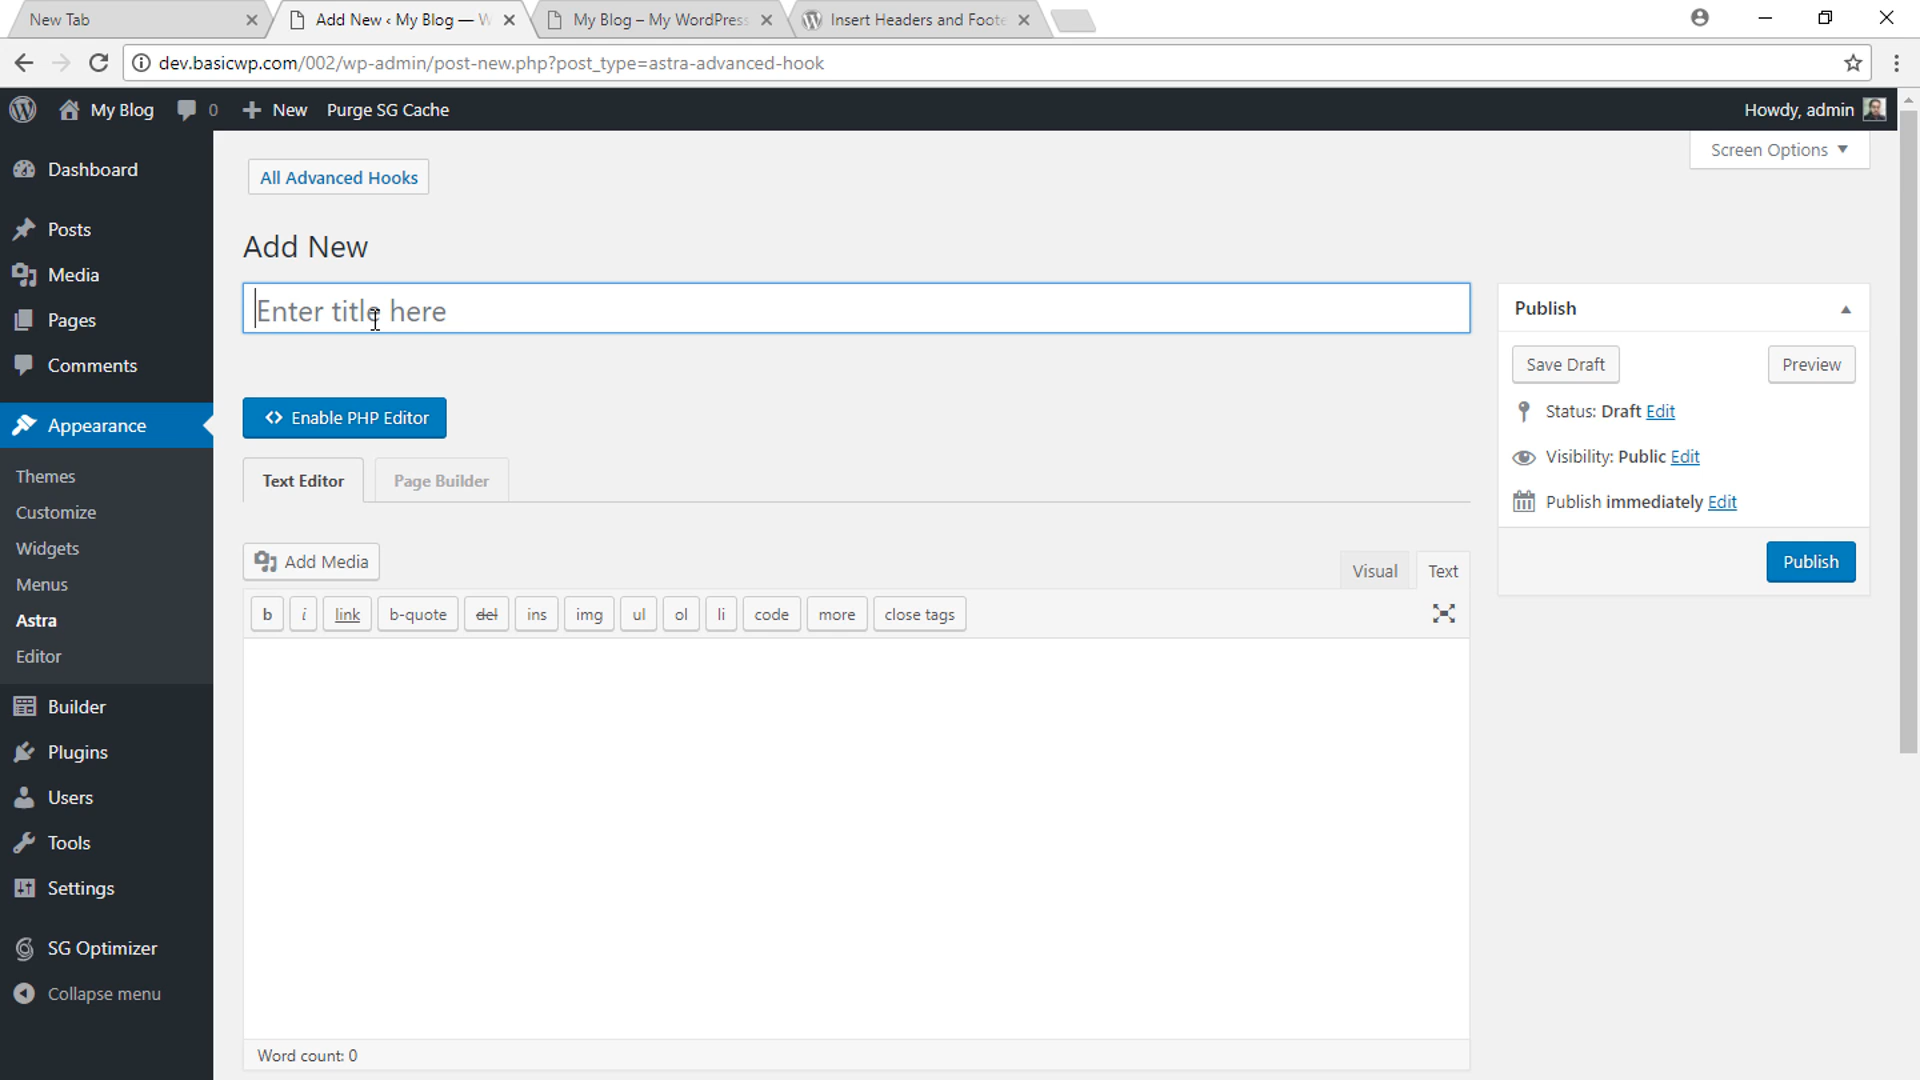 New Tab
Add New ‹ My Blog — W
My Blog – My WordPress
Insert Headers and Foote
dev.basicwp.com/002/wp-admin/post-new.php?post_type=astra-advanced-hook
My Blog
0
New
Purge SG Cache
Howdy, admin
Dashboard
Posts
Media
Pages
Comments
Appearance
Themes
Customize
Widgets
Menus
Astra
Editor
Builder
Plugins
Users
Tools
Settings
SG Optimizer
Collapse menu
Screen Options
All Advanced Hooks
Add New
Enter title here
Enable PHP Editor
Text Editor
Page Builder
Add Media
Visual
Text
b
i
link
b-quote
del
ins
img
ul
ol
li
code
more
close tags
Word count: 0
Publish
Save Draft
Preview
Status: Draft Edit
Visibility: Public Edit
Publish immediately Edit
Publish